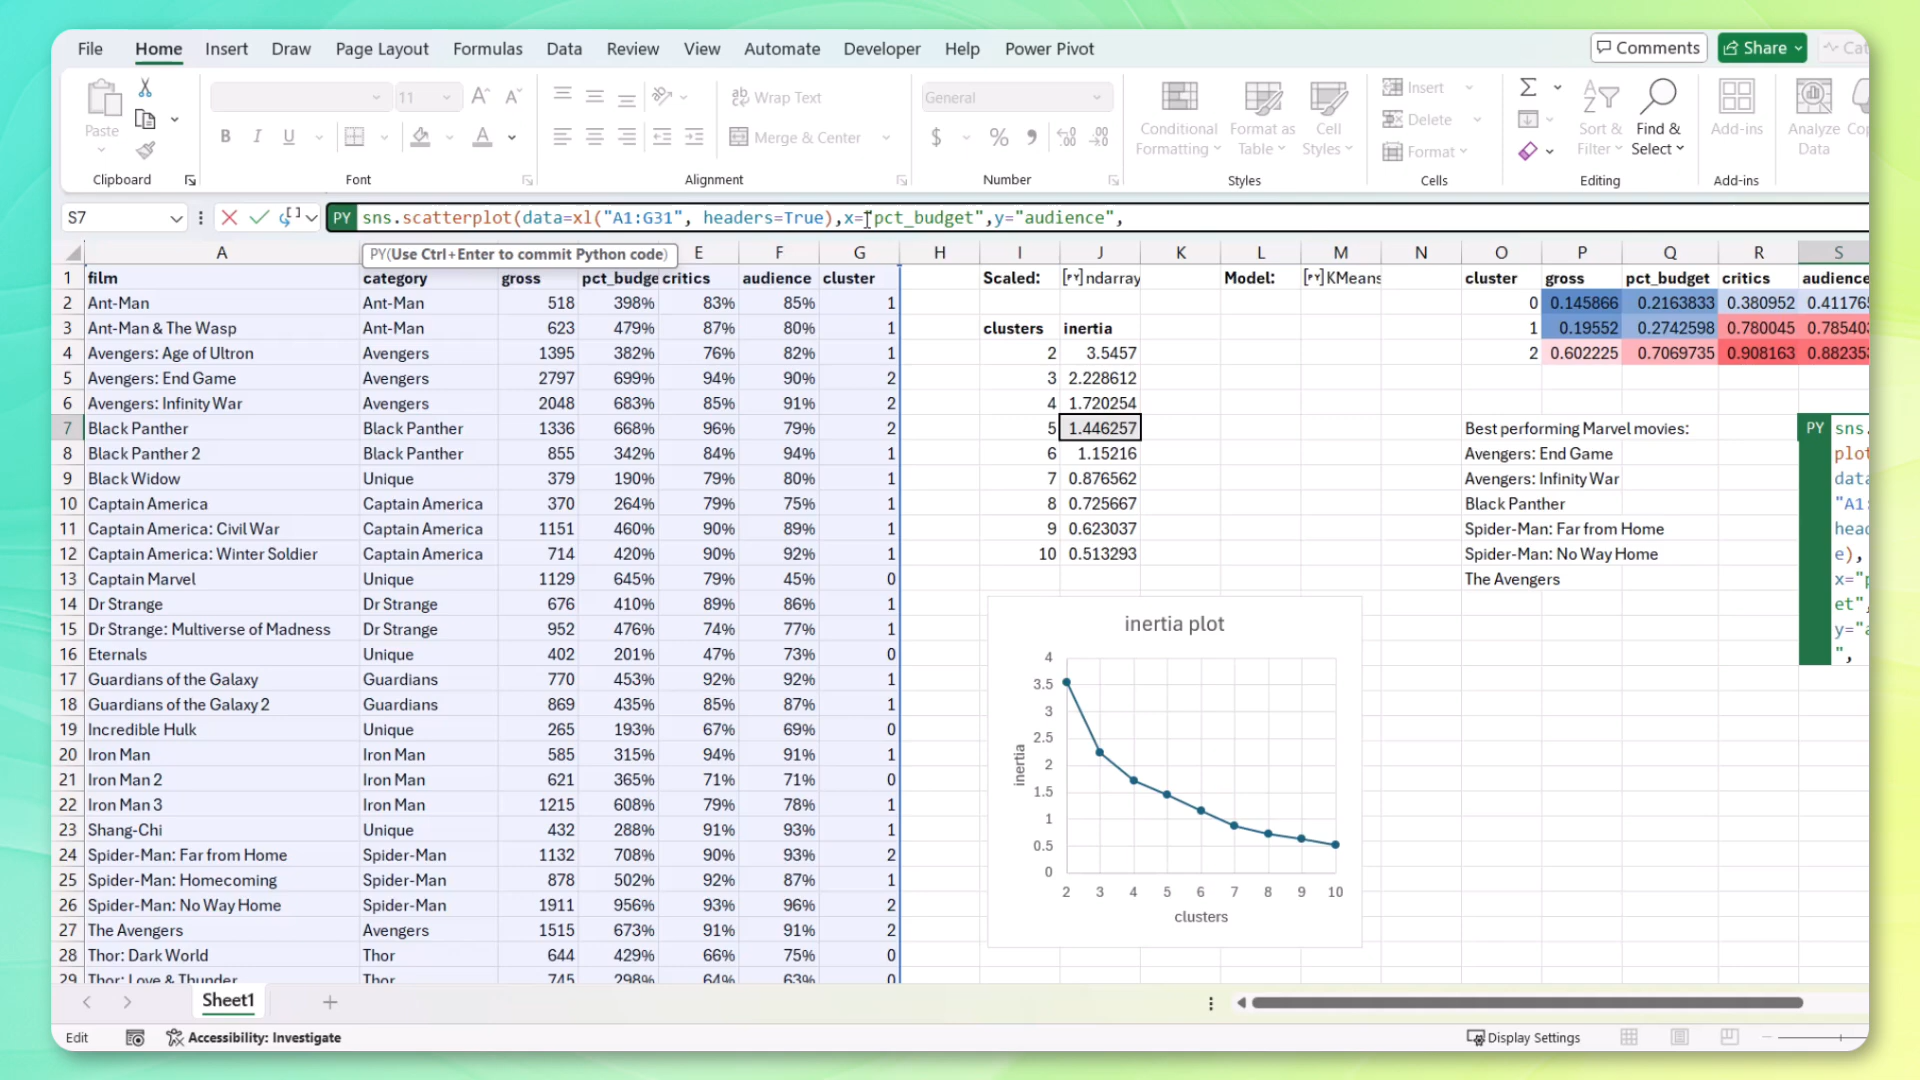 File Home Insert Draw Page Layout Formulas Data Review View Automate Developer Help Power Pivot Comments Share
Paste 11 Wrap Text General Conditional Formatting Format as Table Cell Styles Insert Delete Format Sort & Filter Find & Select Add-ins Analyze Data
B I U Merge & Center $ %
Clipboard Font Alignment Number Styles Cells Editing Add-ins
S7 PY sns.scatterplot(data=xl("A1:G31", headers=True),x="pct_budget",y="audience",
PY(Use Ctrl+Enter to commit Python code)
A E F G H I J K L M N O P Q R S
1 film category gross pct_budge critics audience cluster Scaled: [PY]ndarray Model: [PY]KMeans cluster gross pct_budget critics audience
2 Ant-Man Ant-Man 518 398% 83% 85% 1 0 0.145866 0.2163833 0.380952 0.411765
3 Ant-Man & The Wasp Ant-Man 623 479% 87% 80% 1 clusters inertia 1 0.19552 0.2742598 0.780045 0.785403
4 Avengers: Age of Ultron Avengers 1395 382% 76% 82% 1 2 3.5457 2 0.602225 0.7069735 0.908163 0.882353
5 Avengers: End Game Avengers 2797 699% 94% 90% 2 3 2.228612
6 Avengers: Infinity War Avengers 2048 683% 85% 91% 2 4 1.720254
7 Black Panther Black Panther 1336 668% 96% 79% 2 5 1.446257 Best performing Marvel movies: PY sns.
8 Black Panther 2 Black Panther 855 342% 84% 94% 1 6 1.15216 Avengers: End Game plot
9 Black Widow Unique 379 190% 79% 80% 1 7 0.876562 Avengers: Infinity War data
10 Captain America Captain America 370 264% 79% 75% 1 8 0.725667 Black Panther "A1:
11 Captain America: Civil War Captain America 1151 460% 90% 89% 1 9 0.623037 Spider-Man: Far from Home head
12 Captain America: Winter Soldier Captain America 714 420% 90% 92% 1 10 0.513293 Spider-Man: No Way Home e),
13 Captain Marvel Unique 1129 645% 79% 45% 0 The Avengers x="p
14 Dr Strange Dr Strange 676 410% 89% 86% 1 et",
15 Dr Strange: Multiverse of Madness Dr Strange 952 476% 74% 77% 1 y="a
16 Eternals Unique 402 201% 47% 73% 0 ",
17 Guardians of the Galaxy Guardians 770 453% 92% 92% 1
18 Guardians of the Galaxy 2 Guardians 869 435% 85% 87% 1
19 Incredible Hulk Unique 265 193% 67% 69% 0
20 Iron Man Iron Man 585 315% 94% 91% 1
21 Iron Man 2 Iron Man 621 365% 71% 71% 0
22 Iron Man 3 Iron Man 1215 608% 79% 78% 1
23 Shang-Chi Unique 432 288% 91% 93% 1
24 Spider-Man: Far from Home Spider-Man 1132 708% 90% 93% 2
25 Spider-Man: Homecoming Spider-Man 878 502% 92% 87% 1
26 Spider-Man: No Way Home Spider-Man 1911 956% 93% 96% 2
27 The Avengers Avengers 1515 673% 91% 91% 2
28 Thor: Dark World Thor 644 429% 66% 75% 0
29 Thor: Love & Thunder Thor 745 298% 64% 63% 0
inertia plot
4
3.5
3
2.5
2
1.5
1
0.5
0
inertia
2 3 4 5 6 7 8 9 10
clusters
Sheet1
Edit Accessibility: Investigate Display Settings